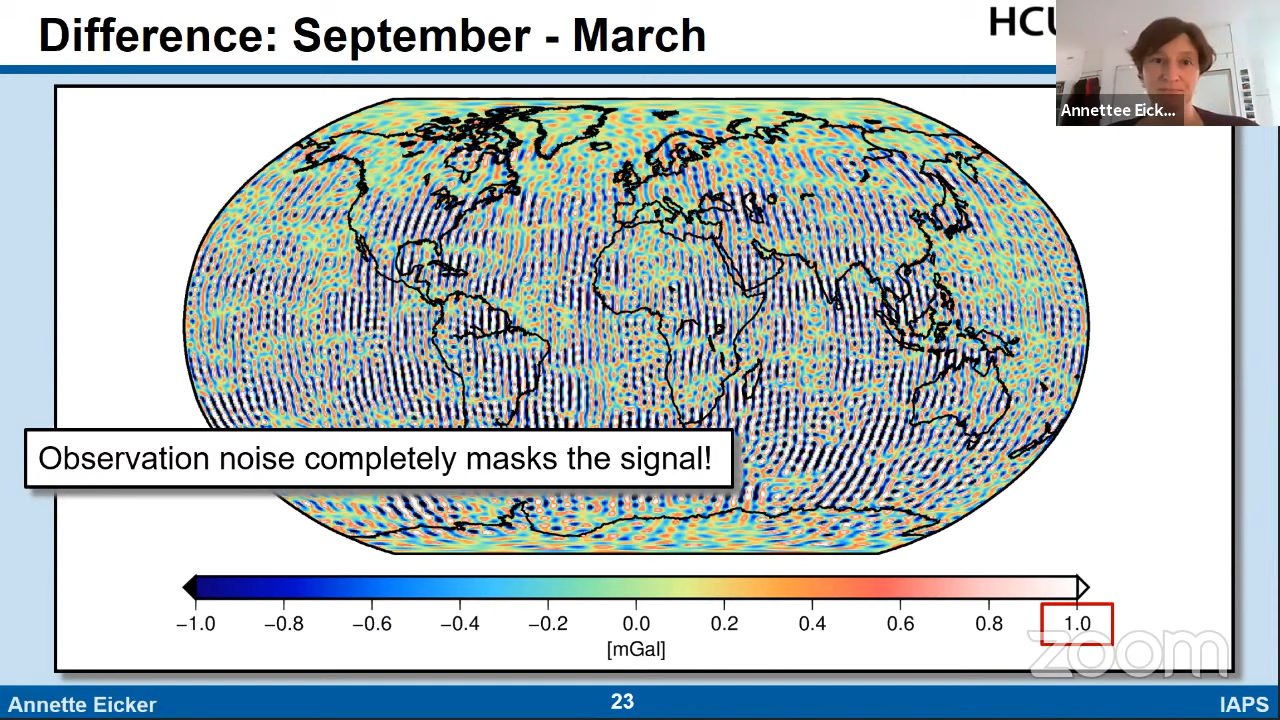 Difference: September - March
HCU
Annettee Eick...
Observation noise completely masks the signal!
−1.0 −0.8 −0.6 −0.4 −0.2 0.0 0.2 0.4 0.6 0.8 1.0
[mGal]
zoom
Annette Eicker 23 IAPS